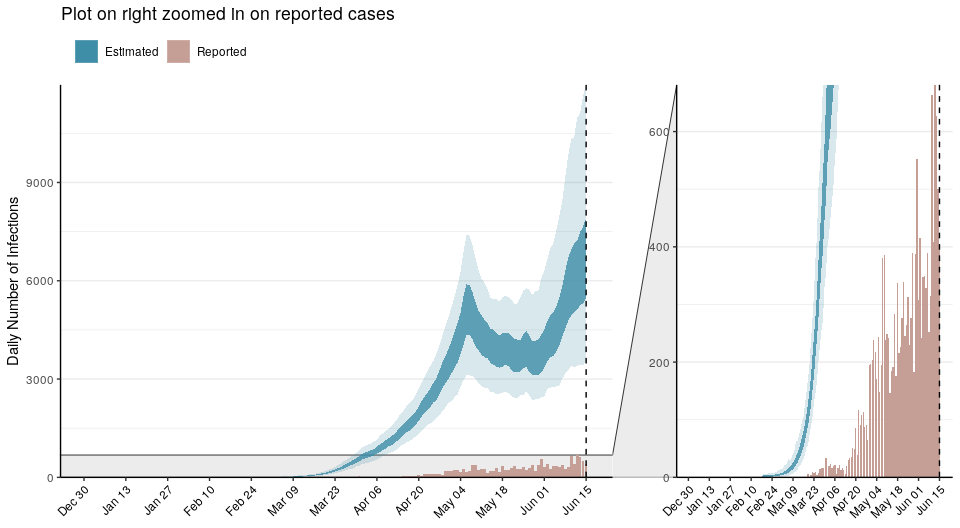 Plot on right zoomed in on reported cases
Estimated Reported
Daily Number of Infections
9000
6000
3000
0
Dec 30 Jan 13 Jan 27 Feb 10 Feb 24 Mar 09 Mar 23 Apr 06 Apr 20 May 04 May 18 Jun 01 Jun 15
600
400
200
0
Dec 30 Jan 13 Jan 27 Feb 10 Feb 24 Mar 09 Mar 23 Apr 06 Apr 20 May 04 May 18 Jun 01 Jun 15